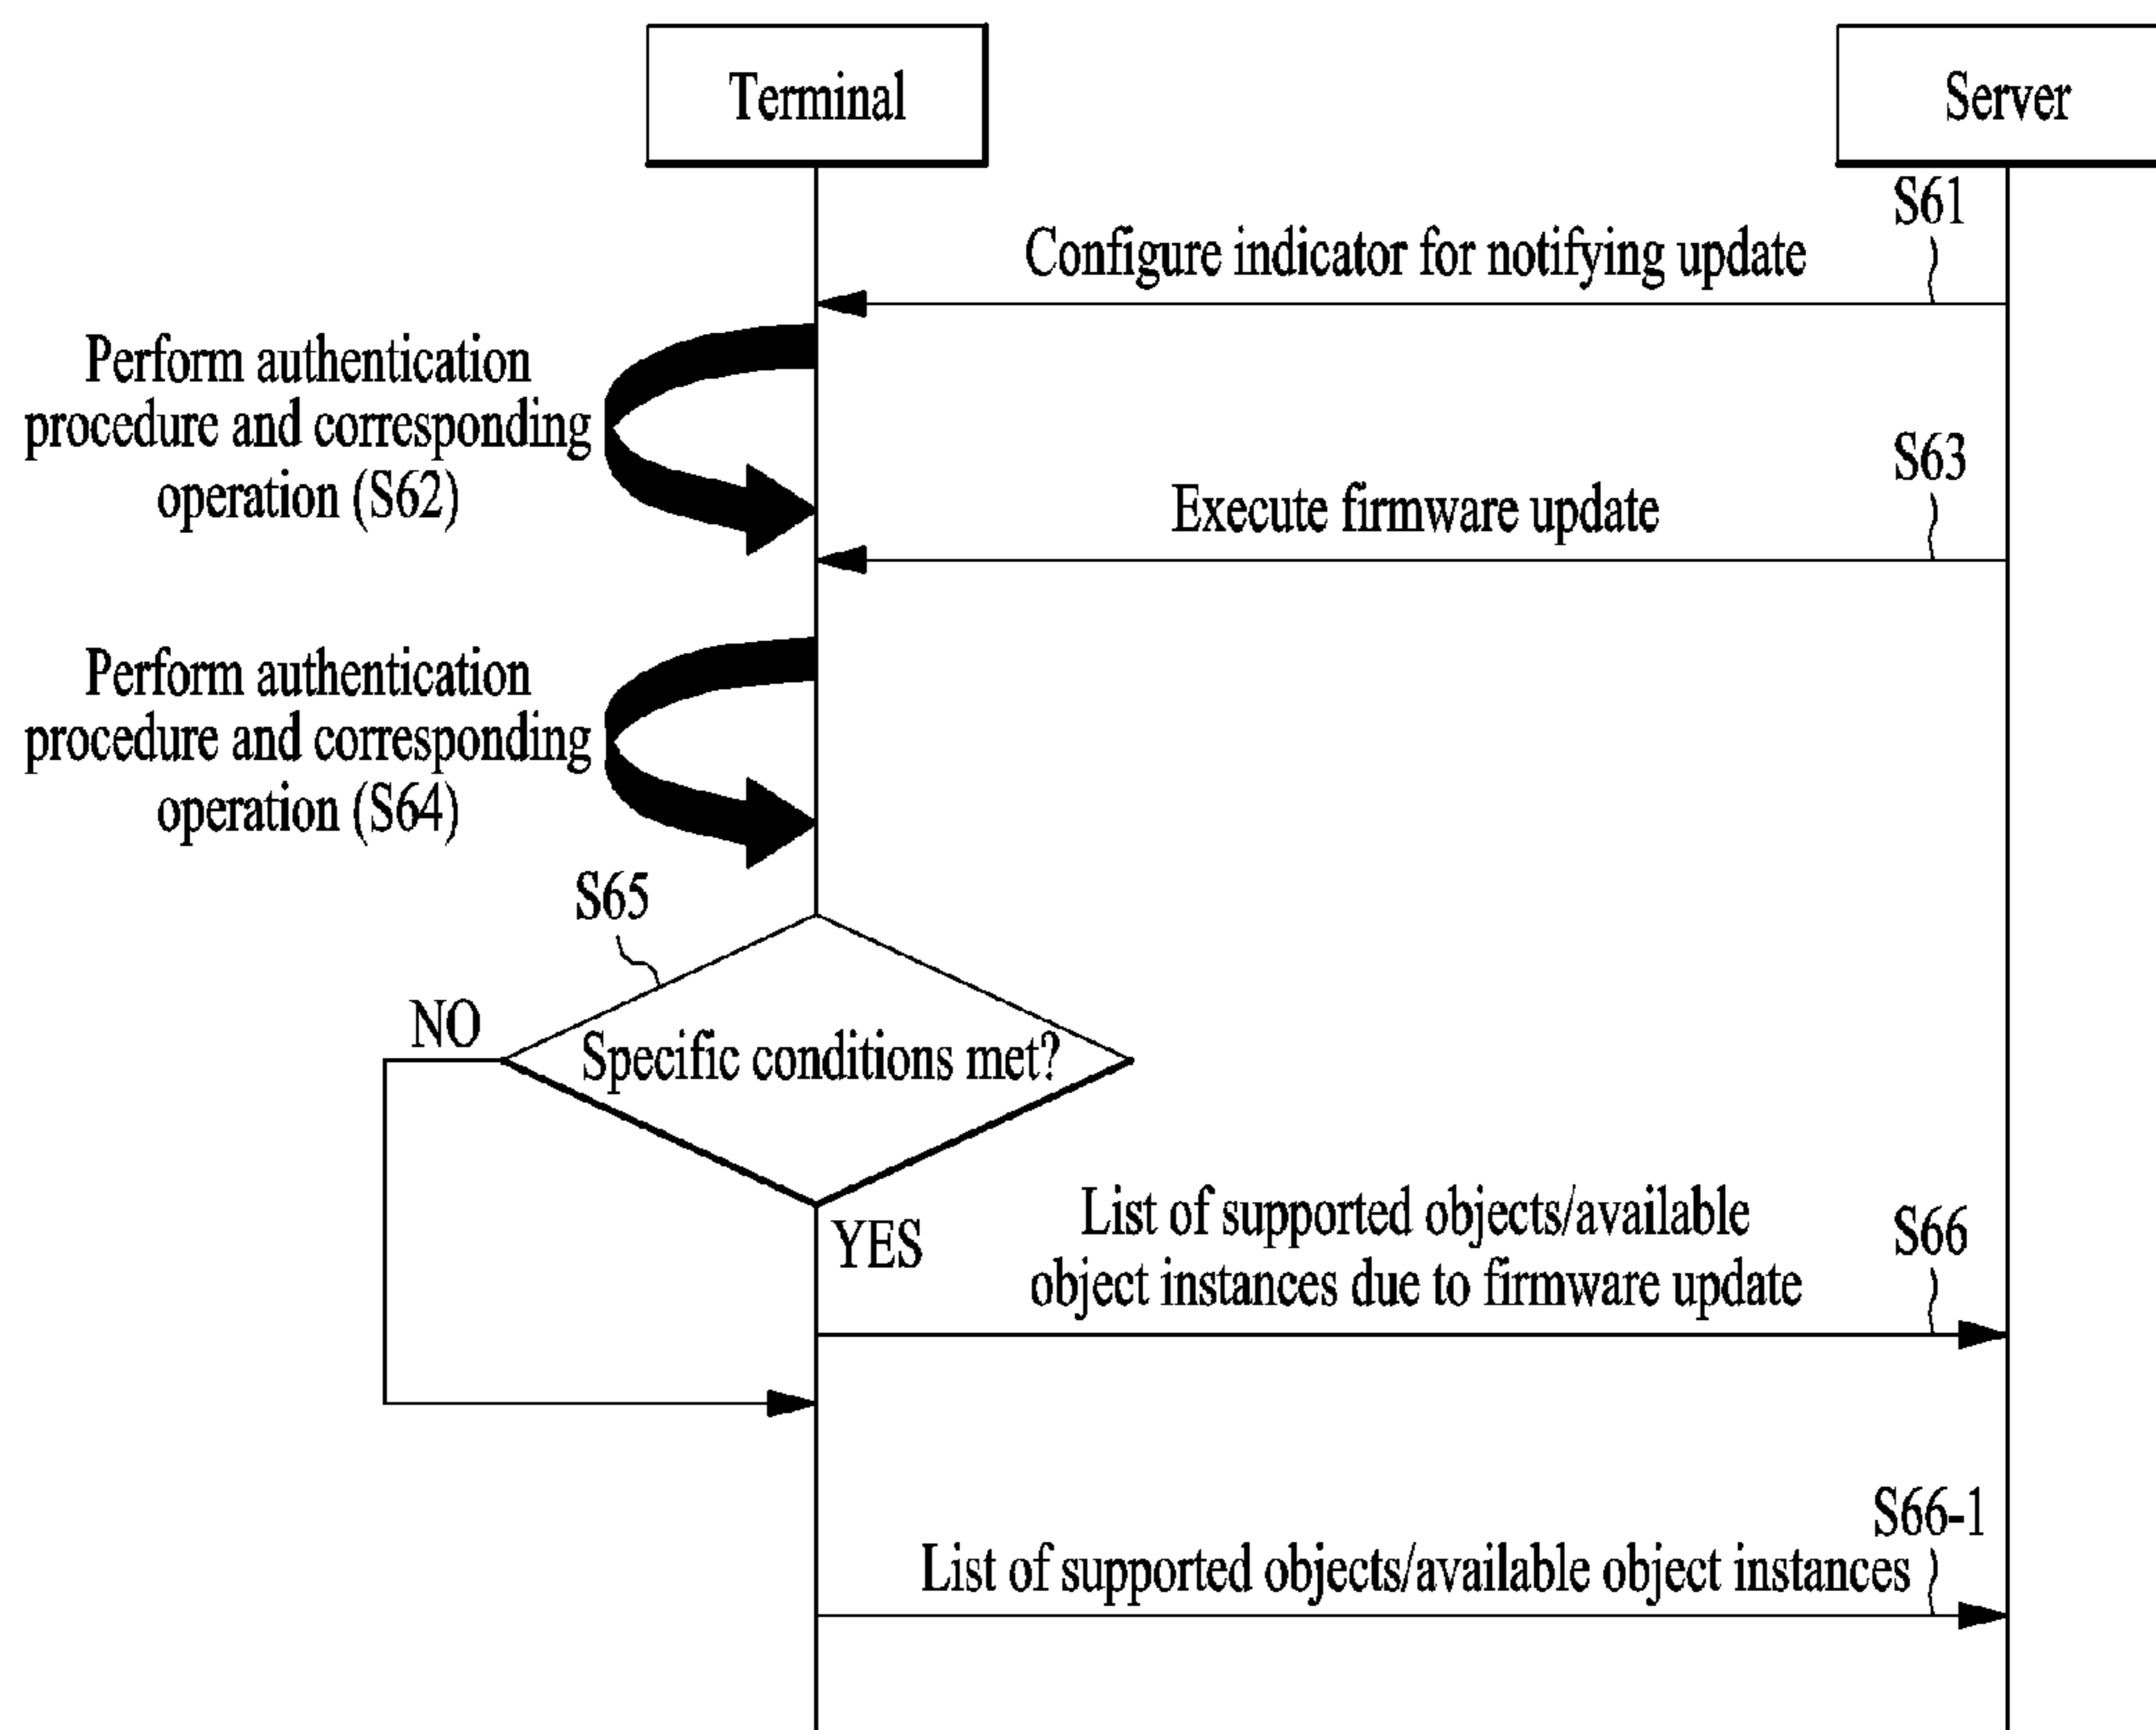 Terminal
Server
S61
Configure indicator for notifying update
Perform authentication
procedure and corresponding
operation (S62)
S63
Execute firmware update
Perform authentication
procedure and corresponding
operation (S64)
S65
NO
Specific conditions met?
YES
List of supported objects/available
object instances due to firmware update
S66
S66-1
List of supported objects/available object instances